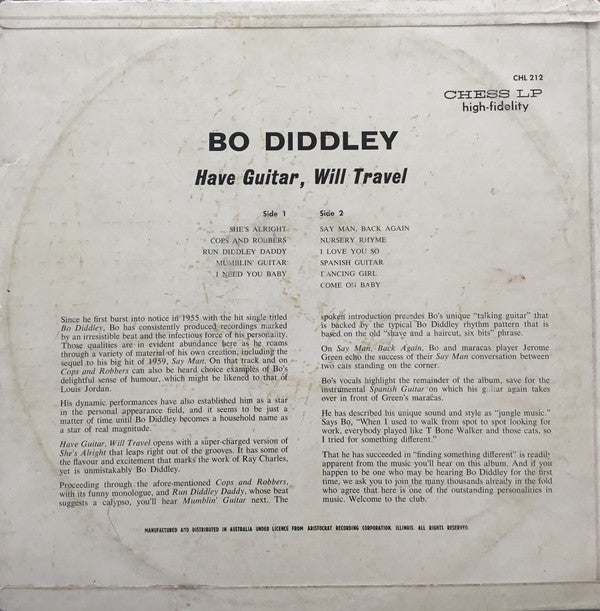 CHL 212
CHESS LP
high-fidelity
BO DIDDLEY
Have Guitar, Will Travel
Side 1
SHE'S ALRIGHT
COPS AND ROBBERS
RUN DIDDLEY DADDY
MUMBLIN' GUITAR
I NEED YOU BABY
Side 2
SAY MAN, BACK AGAIN
NURSERY RHYME
I LOVE YOU SO
SPANISH GUITAR
DANCING GIRL
COME ON BABY
Since he first burst into notice in 1955 with the hit single titled
Bo Diddley, Bo has consistently produced recordings marked
by an irresistible beat and the infectious force of his personality.
Those qualities are in evident abundance here as he roams
through a variety of material of his own creation, including the
sequel to his big hit of 1959, Say Man. On that track and on
Cops and Robbers can also be heard choice examples of Bo's
delightful sense of humour, which might be likened to that of
Louis Jordan.
His dynamic performances have also established him as a star
in the personal appearance field, and it seems to be just a
matter of time until Bo Diddley becomes a household name as
a star of real magnitude.
Have Guitar, Will Travel opens with a super-charged version of
She's Alright that leaps right out of the grooves. It has some of
the flavour and excitement that marks the work of Ray Charles,
yet is unmistakably Bo Diddley.
Proceeding through the afore-mentioned Cops and Robbers,
with its funny monologue, and Run Diddley Daddy, whose beat
suggests a calypso, you'll hear Mumblin' Guitar next. The
spoken introduction precedes Bo's unique "talking guitar" that
is backed by the typical Bo Diddley rhythm pattern that is
based on the old "shave and a haircut, six bits" phrase.
On Say Man, Back Again, Bo and maracas player Jerome
Green echo the success of their Say Man conversation between
two cats standing on the corner.
Bo's vocals highlight the remainder of the album, save for the
instrumental Spanish Guitar on which his guitar again takes
over in front of Green's maracas.
He has described his unique sound and style as "jungle music."
Says Bo, "When I used to walk from spot to spot looking for
work, everybody played like T Bone Walker and those cats, so
I tried for something different."
That he has succeeded in "finding something different" is readily
apparent from the music you'll hear on this album. And if you
happen to be one who may be hearing Bo Diddley for the first
time, we ask you to join the many thousands already in the fold
who agree that here is one of the outstanding personalities in
music. Welcome to the club.
MANUFACTURED AND DISTRIBUTED IN AUSTRALIA UNDER LICENCE FROM ARISTOCRAT RECORDING CORPORATION, ILLINOIS. ALL RIGHTS RESERVED.